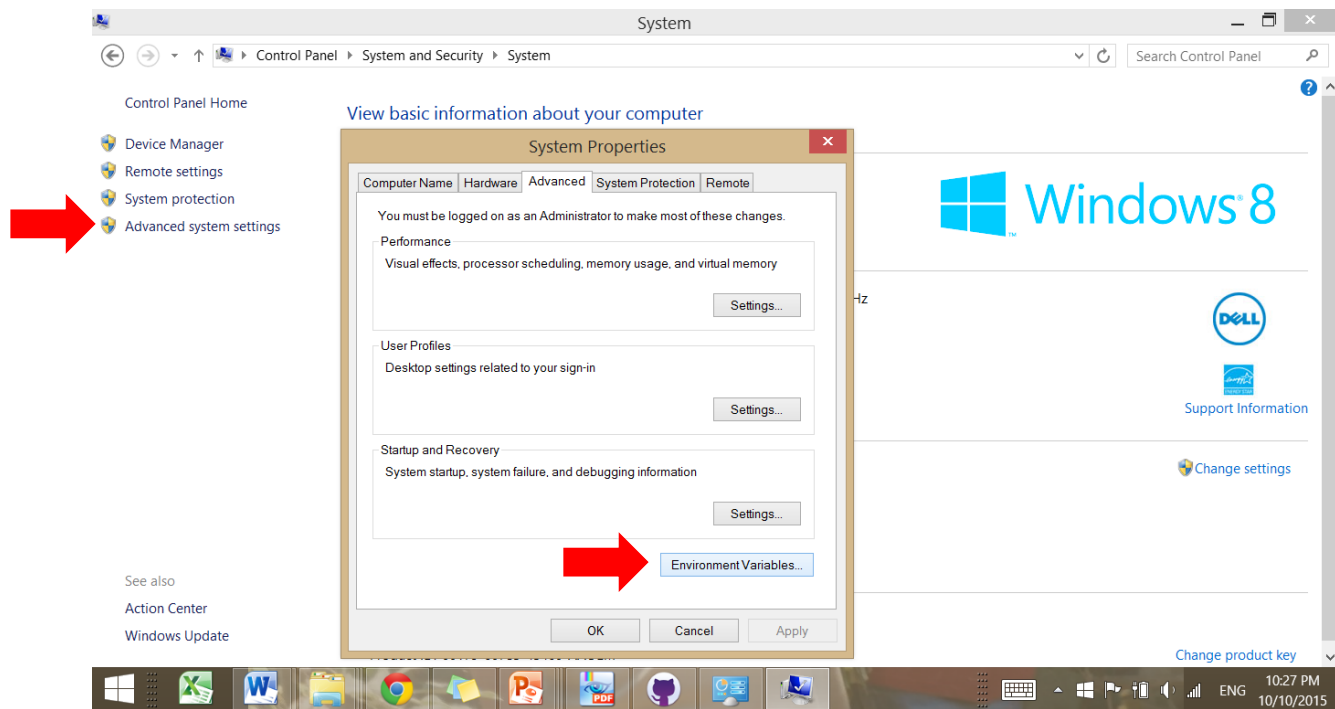 System
Control Panel System and Security System
Search Control Panel
Control Panel Home
Device Manager
Remote settings
System protection
Advanced system settings
See also
Action Center
Windows Update
View basic information about your computer
System Properties
Computer Name Hardware Advanced System Protection Remote
You must be logged on as an Administrator to make most of these changes.
Performance
Visual effects, processor scheduling, memory usage, and virtual memory
Settings...
User Profiles
Desktop settings related to your sign-in
Settings...
Startup and Recovery
System startup, system failure, and debugging information
Settings...
Environment Variables...
OK Cancel Apply
Windows 8
Hz
DELL
Support Information
Change settings
Change product key
PDF
ENG
10:27 PM
10/10/2015